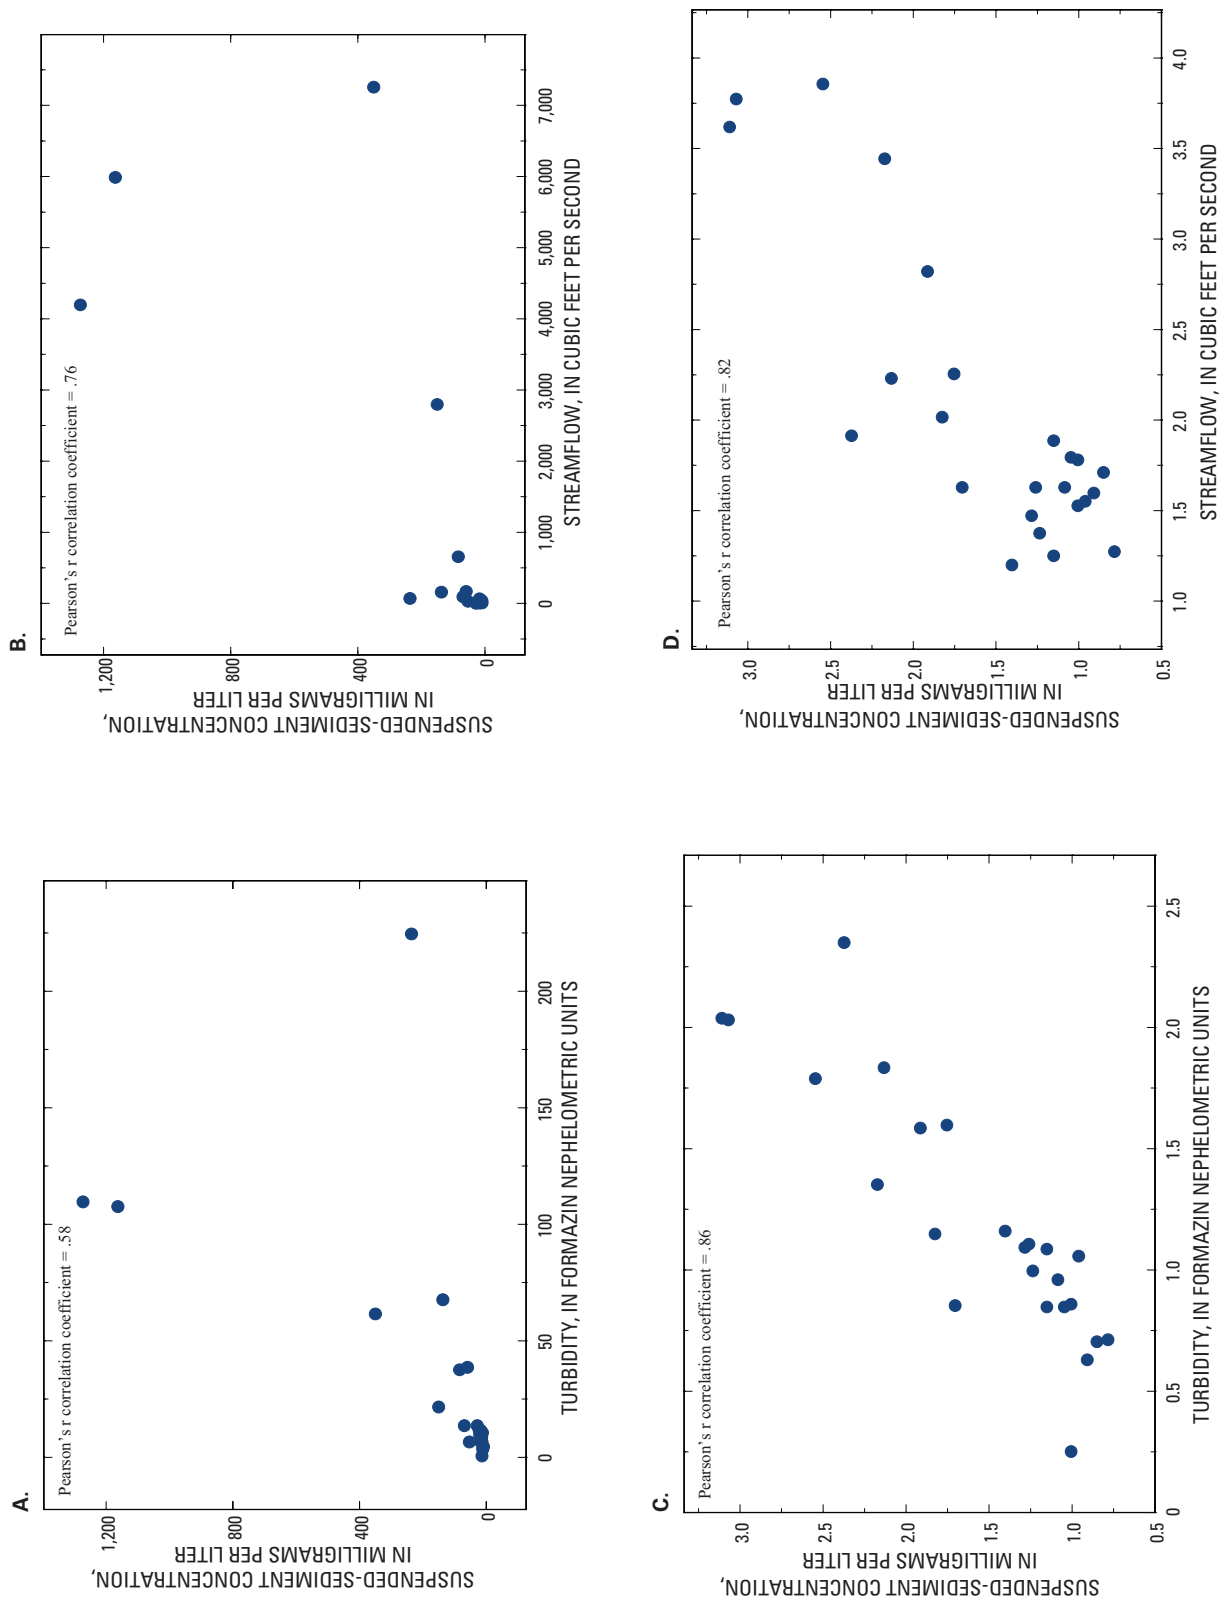 A.
Pearson's r correlation coefficient = .58
SUSPENDED-SEDIMENT CONCENTRATION,
IN MILLIGRAMS PER LITER
1,200
800
400
0
0
50
100
150
200
TURBIDITY, IN FORMAZIN NEPHELOMETRIC UNITS
B.
Pearson's r correlation coefficient = .76
SUSPENDED-SEDIMENT CONCENTRATION,
IN MILLIGRAMS PER LITER
1,200
800
400
0
0
1,000
2,000
3,000
4,000
5,000
6,000
7,000
STREAMFLOW, IN CUBIC FEET PER SECOND
C.
Pearson's r correlation coefficient = .86
SUSPENDED-SEDIMENT CONCENTRATION,
IN MILLIGRAMS PER LITER
3.0
2.5
2.0
1.5
1.0
0.5
0
0.5
1.0
1.5
2.0
2.5
TURBIDITY, IN FORMAZIN NEPHELOMETRIC UNITS
D.
Pearson's r correlation coefficient = .82
SUSPENDED-SEDIMENT CONCENTRATION,
IN MILLIGRAMS PER LITER
3.0
2.5
2.0
1.5
1.0
0.5
1.0
1.5
2.0
2.5
3.0
3.5
4.0
STREAMFLOW, IN CUBIC FEET PER SECOND